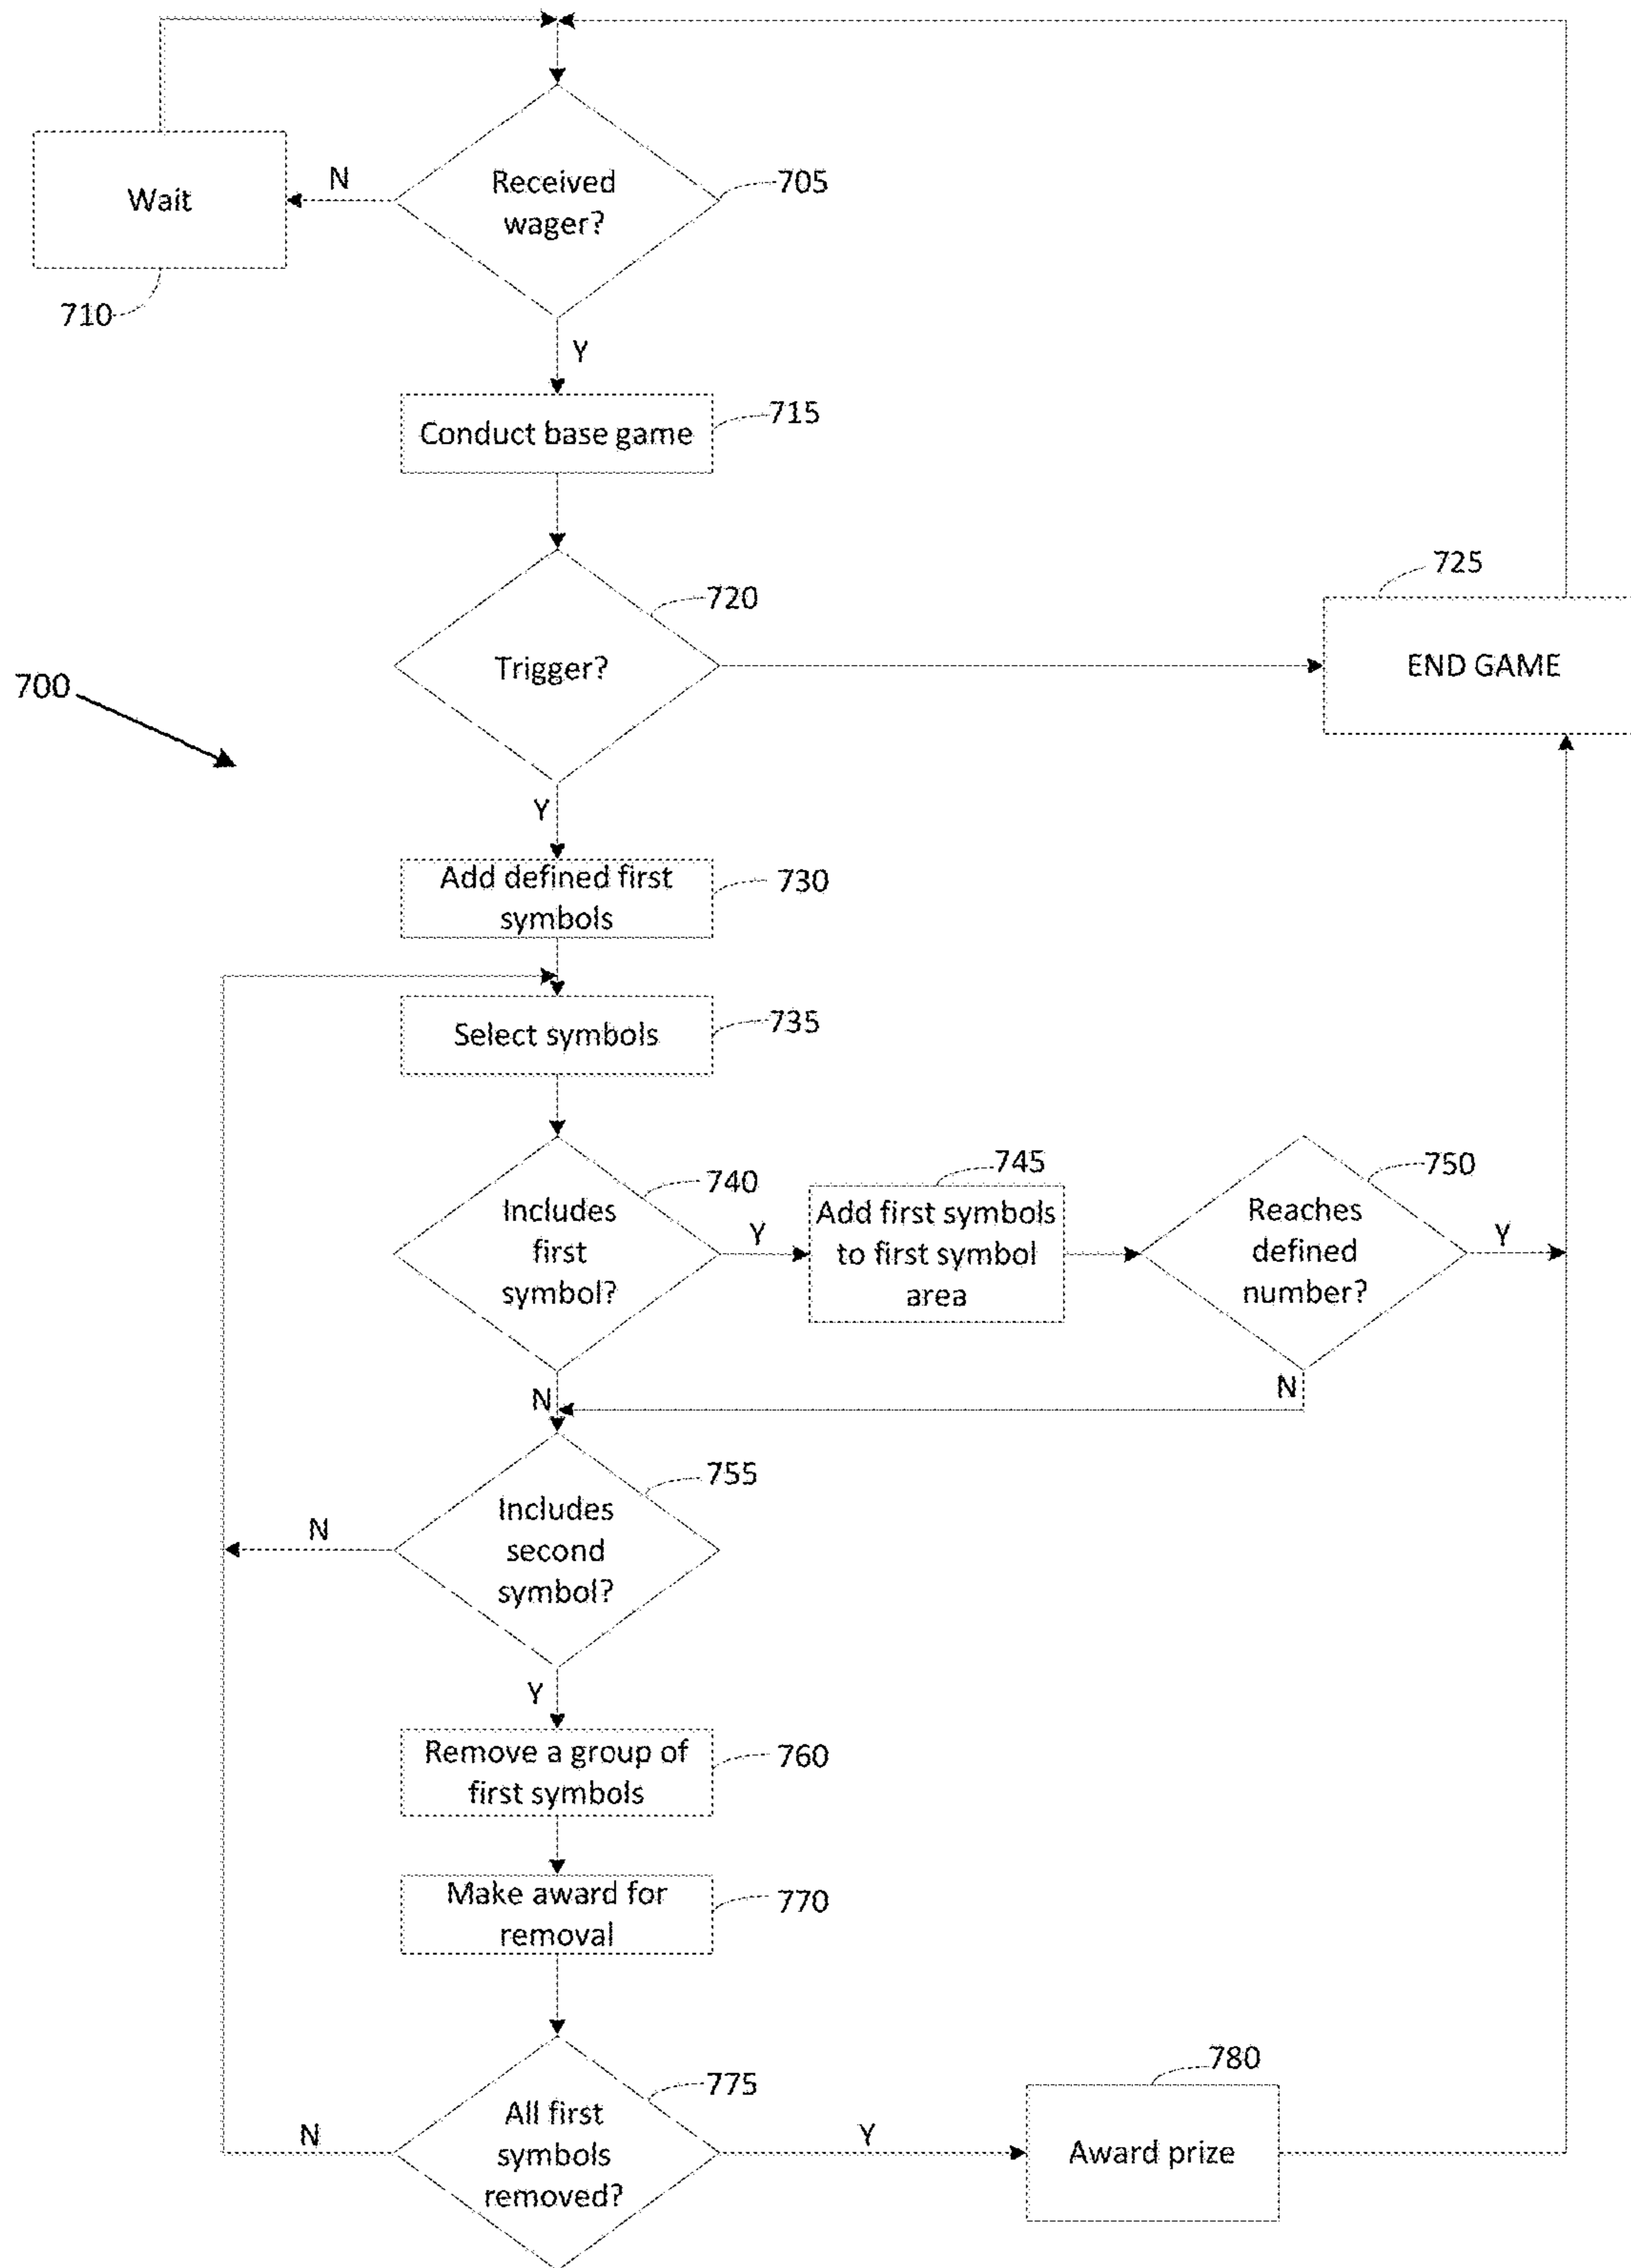 Received
wager?
705
N
Wait
710
Y
Conduct base game
715
Trigger?
720
725
END GAME
700
Y
Add defined first
symbols
730
Select symbols
735
Includes
first
symbol?
740
Y
745
Add first symbols
to first symbol
area
750
Reaches
defined
number?
Y
N
N
755
Includes
second
symbol?
N
Y
Remove a group of
first symbols
760
Make award for
removal
770
775
All first
symbols
removed?
N
Y
780
Award prize